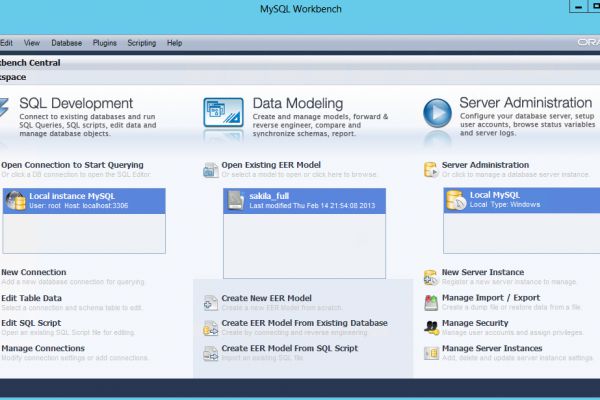 MySQL Workbench
Edit View Database Plugins Scripting Help
bench Central
kspace
SQL Development
Connect to existing databases and run
SQL Queries, SQL scripts, edit data and
manage database objects.
Data Modeling
Create and manage models, forward &
reverse engineer, compare and
synchronize schemas, report.
Server Administration
Configure your database server, setup
user accounts, browse status variables
and server logs.
Open Connection to Start Querying
Or click a DB connection to open the SQL Editor.
Open Existing EER Model
Or select a model to open or click here to browse.
Server Administration
Or click to manage a database server instance.
Local instance MySQL
User: root Host: localhost:3306
sakila_full
Last modified Thu Feb 14 21:54:08 2013
Local MySQL
Local Type: Windows
New Connection
Add a new database connection for querying.
Edit Table Data
Select a connection and schema table to edit.
Edit SQL Script
Open an existing SQL Script file for editing.
Manage Connections
Modify connection settings or add connections.
Create New EER Model
Create a new EER Model from scratch.
Create EER Model From Existing Database
Create by connecting and reverse engineering.
Create EER Model From SQL Script
Import an existing SQL file.
New Server Instance
Register a new server instance to manage.
Manage Import / Export
Create a dump file or restore data from a file.
Manage Security
Manage user accounts and assign privileges.
Manage Server Instances
Add, delete and update server instance settings.